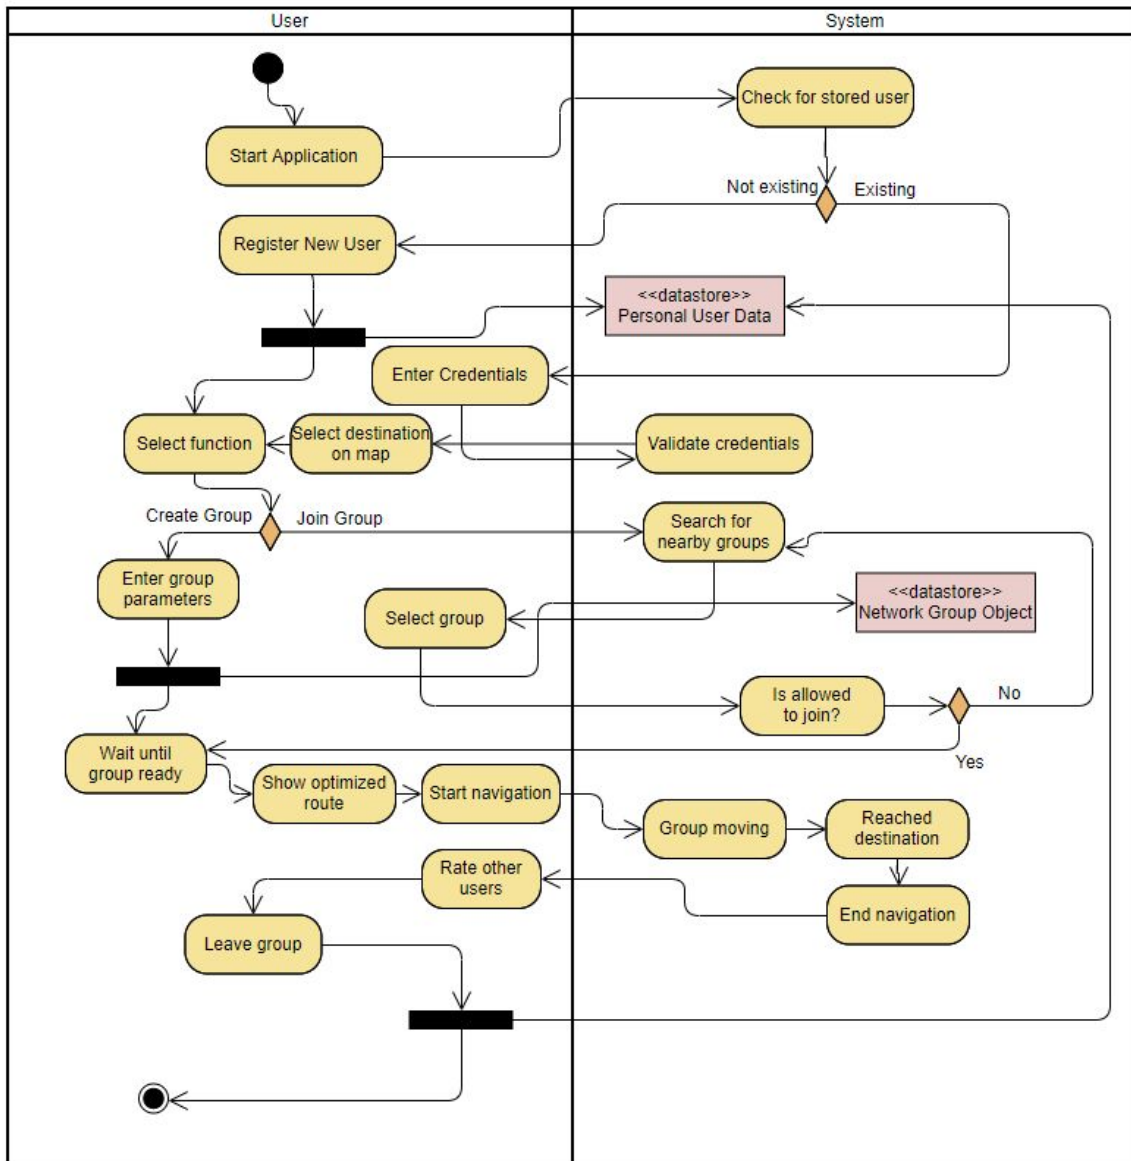 User
System
Check for stored user
Start Application
Not existing
Existing
Register New User
<<datastore>>
Personal User Data
Enter Credentials
Select function
Select destination
on map
Validate credentials
Create Group
Join Group
Search for
nearby groups
Enter group
parameters
Select group
<<datastore>>
Network Group Object
Is allowed
to join?
No
Yes
Wait until
group ready
Show optimized
route
Start navigation
Group moving
Reached
destination
Rate other
users
End navigation
Leave group